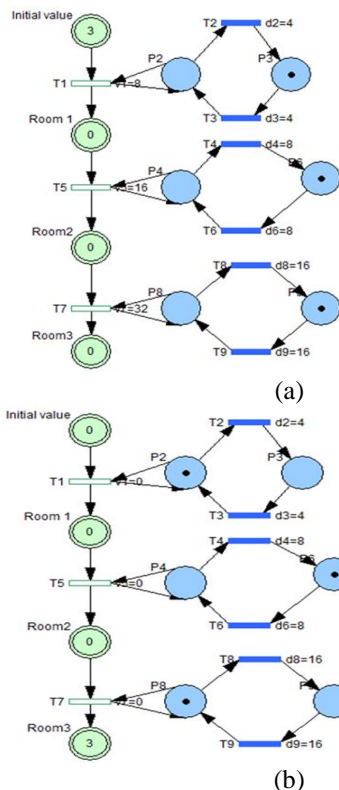 Initial value
3
T2 d2=4
P2 P3
T1 v1=8
Room 1
T3 d3=4
0
T4 d4=8
P4
T5 =16
T6 d6=8
Room2
0
T8 d8=16
P8
T7 =32
Room3
T9 d9=16
0
(a)
Initial value
0
T2 d2=4
P2 P3
T1 =0
Room 1
T3 d3=4
0
T4 d4=8
P4
T5 =0
T6 d6=8
Room2
0
T8 d8=16
P8
T7 =0
Room3
T9 d9=16
3
(b)